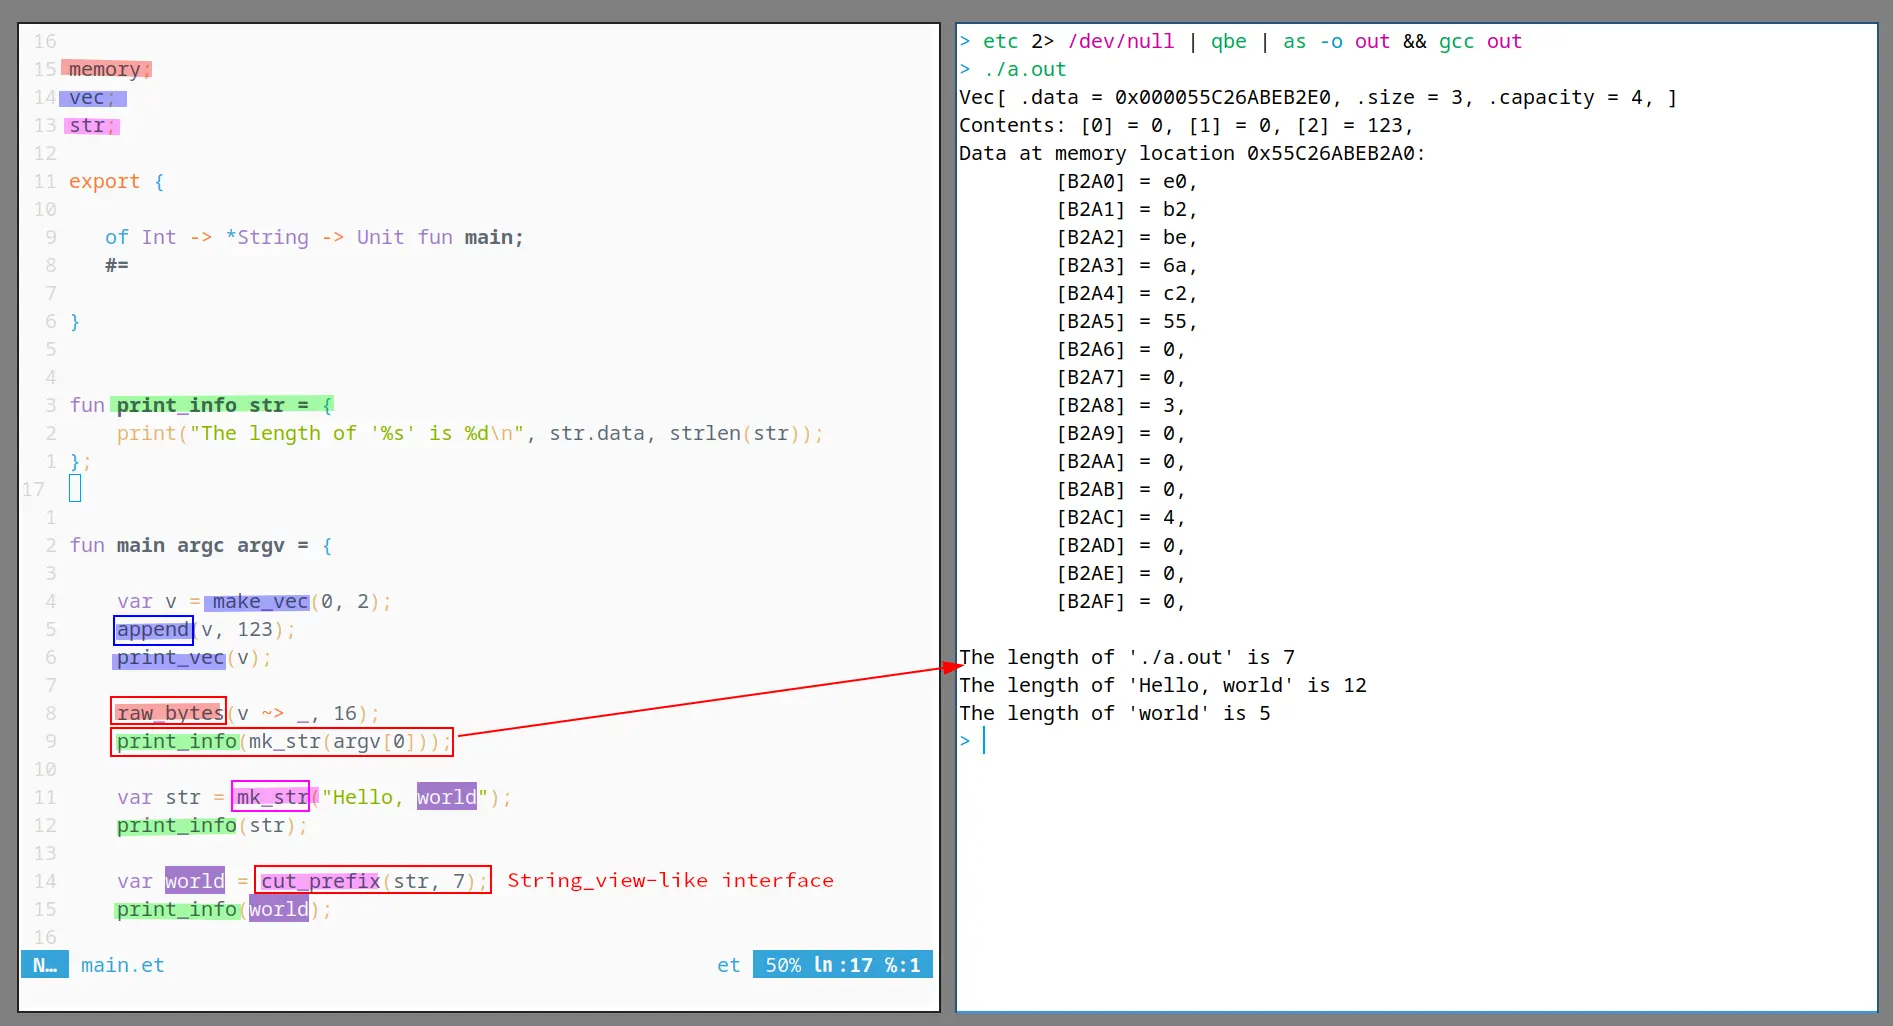 16
15 memory;
14 vec;
13 str;
12
11 export {
10
9 of Int -> *String -> Unit fun main;
8 #=
7
6 }
5
4
3 fun print_info str = {
2 print("The length of '%s' is %d\n", str.data, strlen(str));
1 };
17
1
2 fun main argc argv = {
3
4 var v = make_vec(0, 2);
5 append(v, 123);
6 print_vec(v);
7
8 raw_bytes(v ~> _, 16);
9 print_info(mk_str(argv[0]));
10
11 var str = mk_str("Hello, world");
12 print_info(str);
13
14 var world = cut_prefix(str, 7); String_view-like interface
15 print_info(world);
16
N… main.et et 50% ln:17 %:1
> etc 2> /dev/null | qbe | as -o out && gcc out
> ./a.out
Vec[ .data = 0x000055C26ABEB2E0, .size = 3, .capacity = 4, ]
Contents: [0] = 0, [1] = 0, [2] = 123,
Data at memory location 0x55C26ABEB2A0:
[B2A0] = e0,
[B2A1] = b2,
[B2A2] = be,
[B2A3] = 6a,
[B2A4] = c2,
[B2A5] = 55,
[B2A6] = 0,
[B2A7] = 0,
[B2A8] = 3,
[B2A9] = 0,
[B2AA] = 0,
[B2AB] = 0,
[B2AC] = 4,
[B2AD] = 0,
[B2AE] = 0,
[B2AF] = 0,
The length of './a.out' is 7
The length of 'Hello, world' is 12
The length of 'world' is 5
>